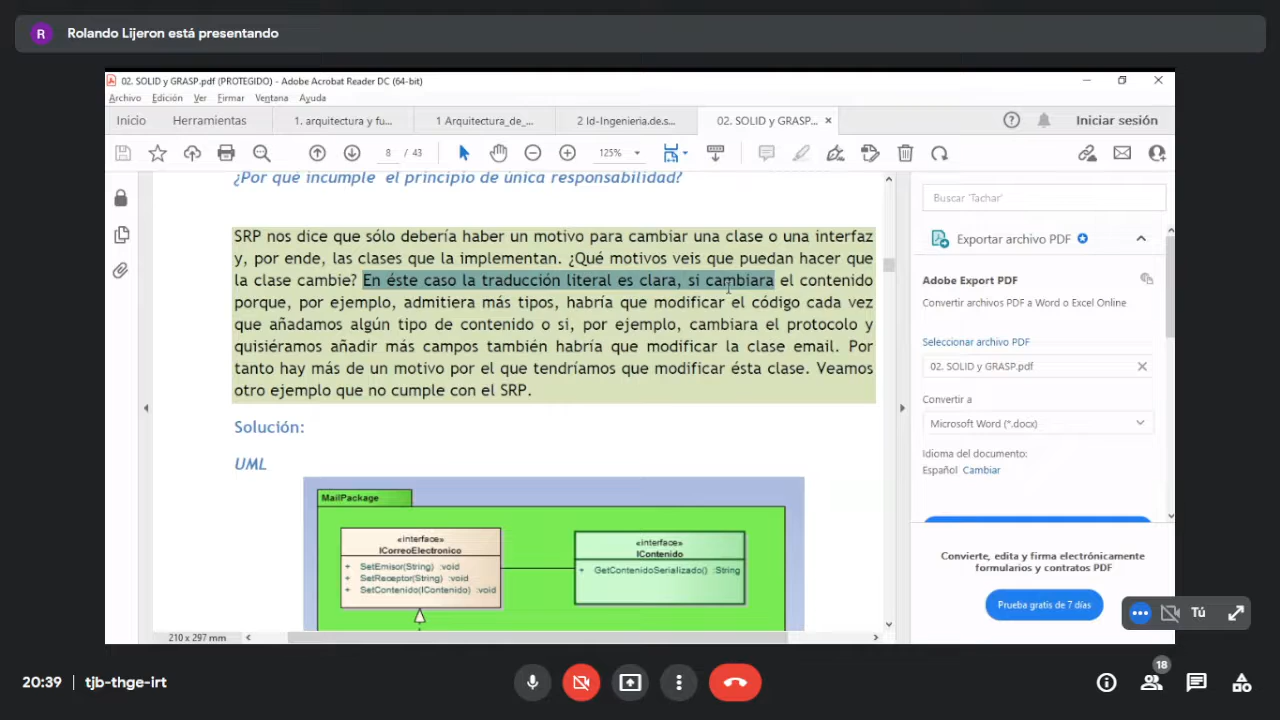 R Rolando Lijeron está presentando
02. SOLID y GRASP.pdf (PROTEGIDO) - Adobe Acrobat Reader DC (64-bit)
Archivo Edición Ver Firmar Ventana Ayuda
Inicio Herramientas 1. arquitectura y fu... 1 Arquitectura_de_... 2 Id-Ingenieria.de.s... 02. SOLID y GRASP... × Iniciar sesión
8 / 43 125%
¿Por qué incumple el principio de única responsabilidad?
SRP nos dice que sólo debería haber un motivo para cambiar una clase o una interfaz
y, por ende, las clases que la implementan. ¿Qué motivos veis que puedan hacer que
la clase cambie? En éste caso la traducción literal es clara, si cambiara el contenido
porque, por ejemplo, admitiera más tipos, habría que modificar el código cada vez
que añadamos algún tipo de contenido o si, por ejemplo, cambiara el protocolo y
quisiéramos añadir más campos también habría que modificar la clase email. Por
tanto hay más de un motivo por el que tendríamos que modificar ésta clase. Veamos
otro ejemplo que no cumple con el SRP.
Solución:
UML
MailPackage
«interface»
ICorreoElectronico
+ SetEmisor(String) :void
+ SetReceptor(String) :void
+ SetContenido(IContenido) :void
«interface»
IContenido
+ GetContenidoSerializado() :String
210 x 297 mm
Buscar 'Tachar'
Exportar archivo PDF
Adobe Export PDF
Convertir archivos PDF a Word o Excel Online
Seleccionar archivo PDF
02. SOLID y GRASP.pdf
Convertir a
Microsoft Word (*.docx)
Idioma del documento:
Español Cambiar
Convierte, edita y firma electrónicamente
formularios y contratos PDF
Prueba gratis de 7 días
Tú
20:39 | tjb-thge-irt
18